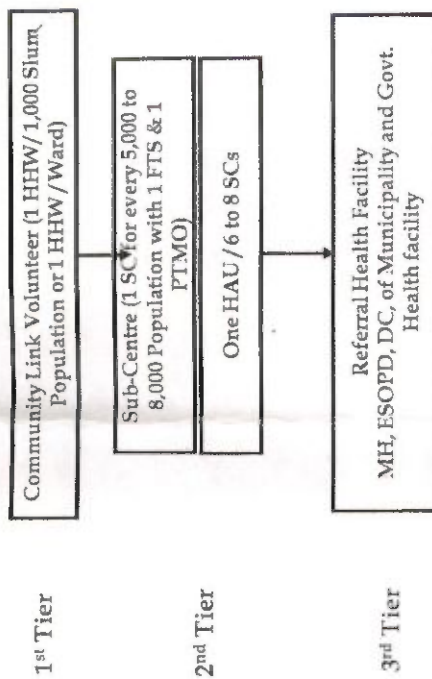 1st Tier
Community Link Volunteer (1 HHW/1,000 Slum
Population or 1 HHW/Ward)
2nd Tier
Sub-Centre (1 SC for every 5,000 to
8,000 Population with 1 FTS & 1
PTMO)
One HAU/6 to 8 SCs
3rd Tier
Referral Health Facility
MH, ESOPD, DC, of Municipality and Govt.
Health facility